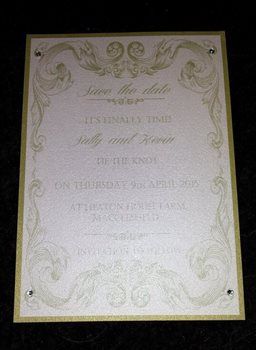 Save the date
IT'S FINALLY TIME!
Sally and Kevin
TIE THE KNOT
ON THURSDAY 9TH APRIL 2015
AT HEATON HOUSE FARM,
MACCLESFIELD
INVITATION TO FOLLOW